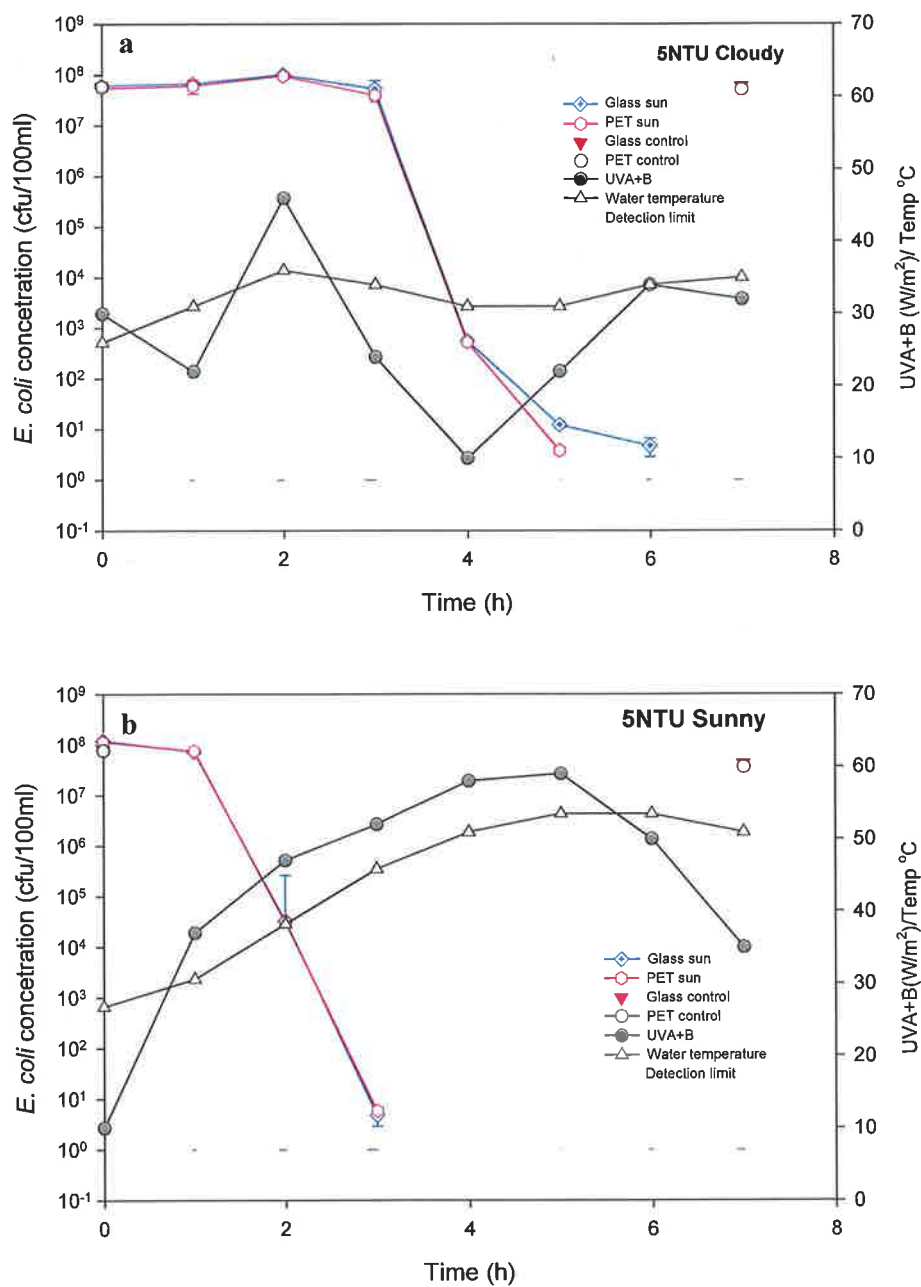 a
5NTU Cloudy
Glass sun
PET sun
Glass control
PET control
UVA+B
Water temperature
Detection limit
E. coli concetration (cfu/100ml)
10⁹
10⁸
10⁷
10⁶
10⁵
10⁴
10³
10²
10¹
10⁰
10⁻¹
70
60
50
40
30
20
10
0
UVA+B (W/m²)/ Temp °C
0 2 4 6 8
Time (h)
b
5NTU Sunny
Glass sun
PET sun
Glass control
PET control
UVA+B
Water temperature
Detection limit
E. coli concetration (cfu/100ml)
10⁹
10⁸
10⁷
10⁶
10⁵
10⁴
10³
10²
10¹
10⁰
10⁻¹
70
60
50
40
30
20
10
0
UVA+B(W/m²)/Temp °C
0 2 4 6 8
Time (h)